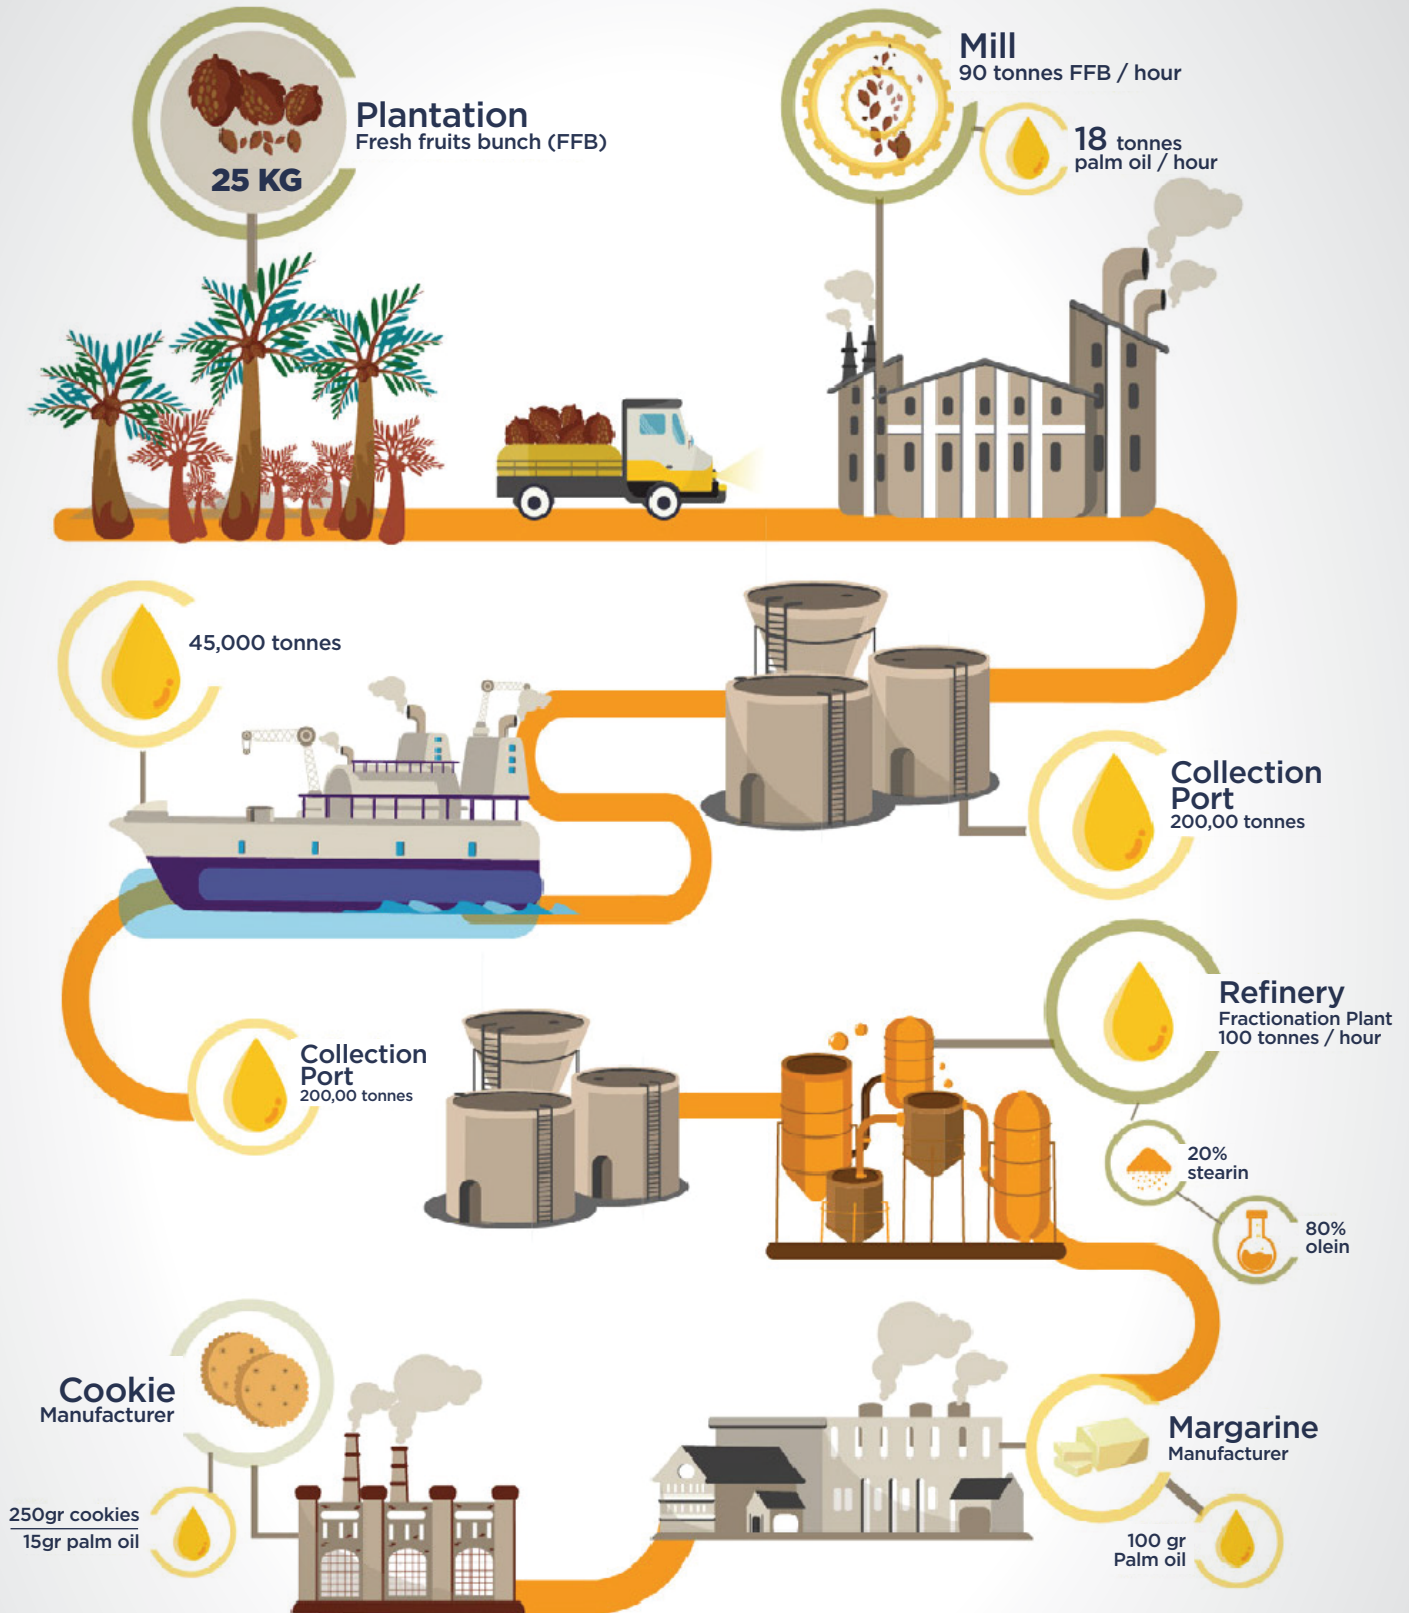 Plantation
Fresh fruits bunch (FFB)
25 KG
Mill
90 tonnes FFB / hour
18 tonnes
palm oil / hour
45,000 tonnes
Collection
Port
200,00 tonnes
Refinery
Fractionation Plant
100 tonnes / hour
20%
stearin
80%
olein
Collection
Port
200,00 tonnes
Cookie
Manufacturer
250gr cookies
15gr palm oil
Margarine
Manufacturer
100 gr
Palm oil